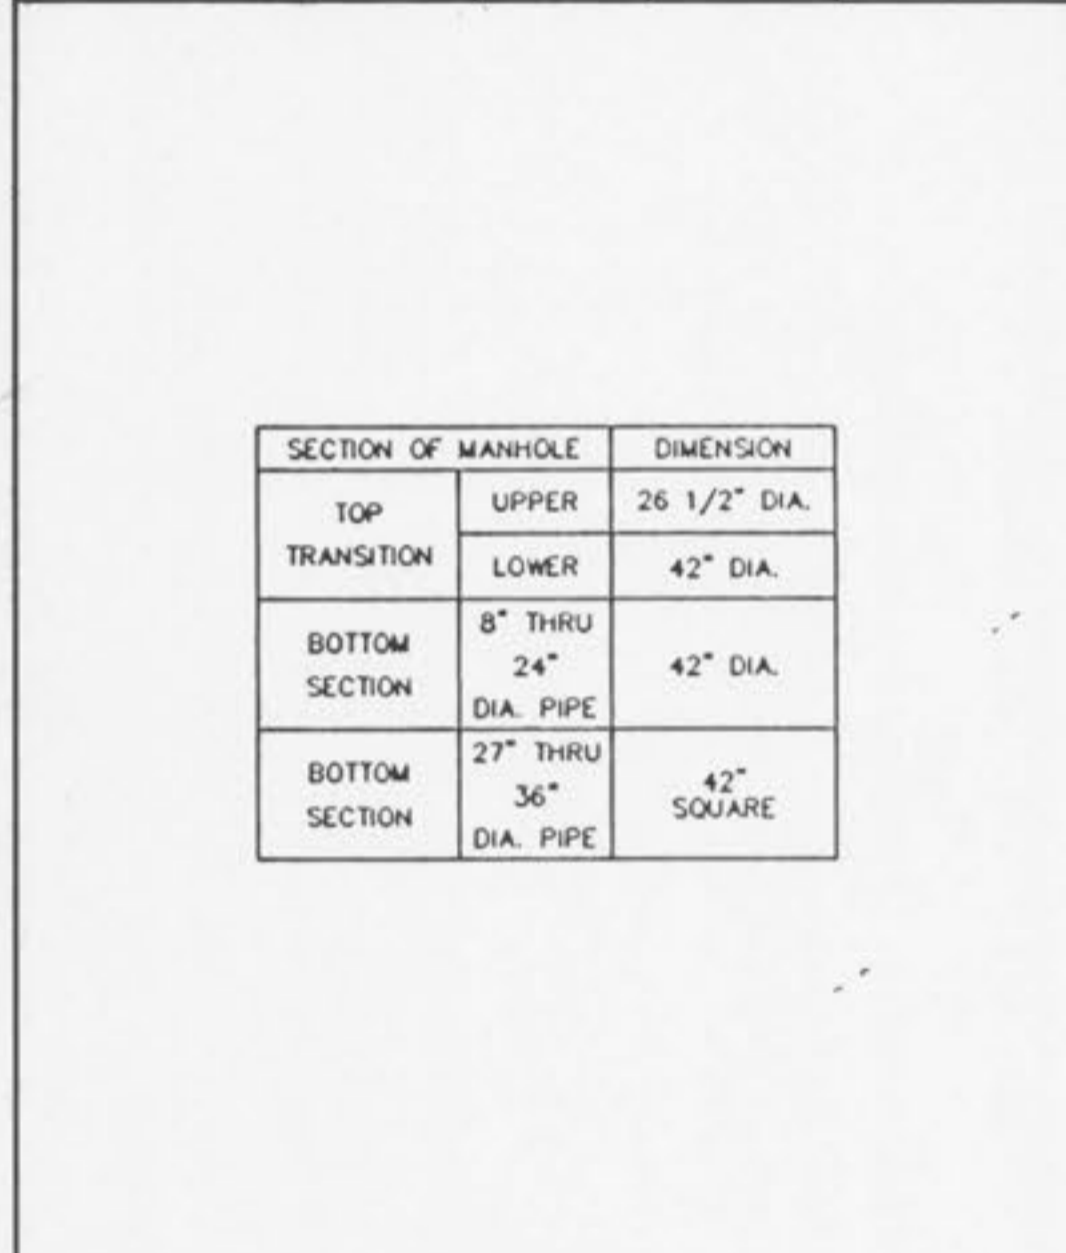 SECTION OF MANHOLE DIMENSION
TOP TRANSITION UPPER 26 1/2" DIA.
LOWER 42" DIA.
BOTTOM SECTION 8" THRU 24" DIA. PIPE 42" DIA.
BOTTOM SECTION 27" THRU 36" DIA. PIPE 42" SQUARE